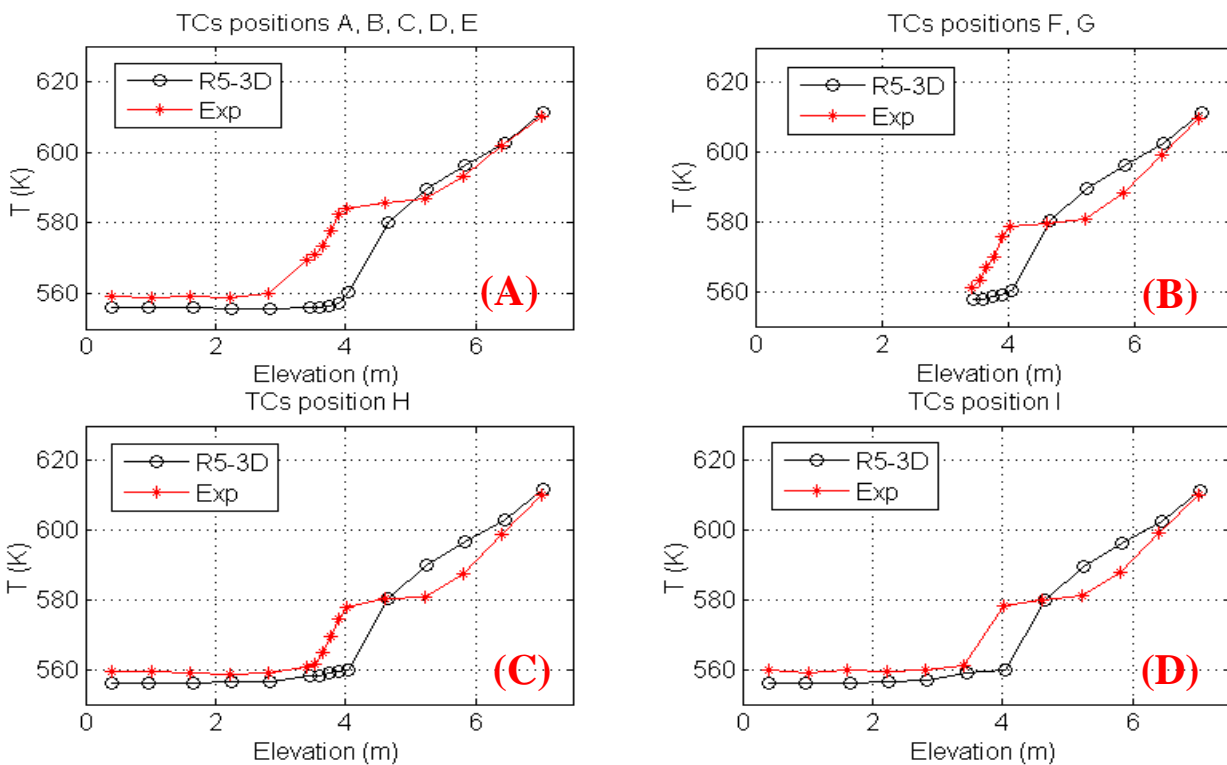 TCs positions A, B, C, D, E
620
600
580
560
T (K)
R5-3D
Exp
(A)
0
2
4
6
Elevation (m)
TCs positions F, G
620
600
580
560
T (K)
R5-3D
Exp
(B)
0
2
4
6
Elevation (m)
TCs position H
620
600
580
560
T (K)
R5-3D
Exp
(C)
0
2
4
6
Elevation (m)
TCs position I
620
600
580
560
T (K)
R5-3D
Exp
(D)
0
2
4
6
Elevation (m)